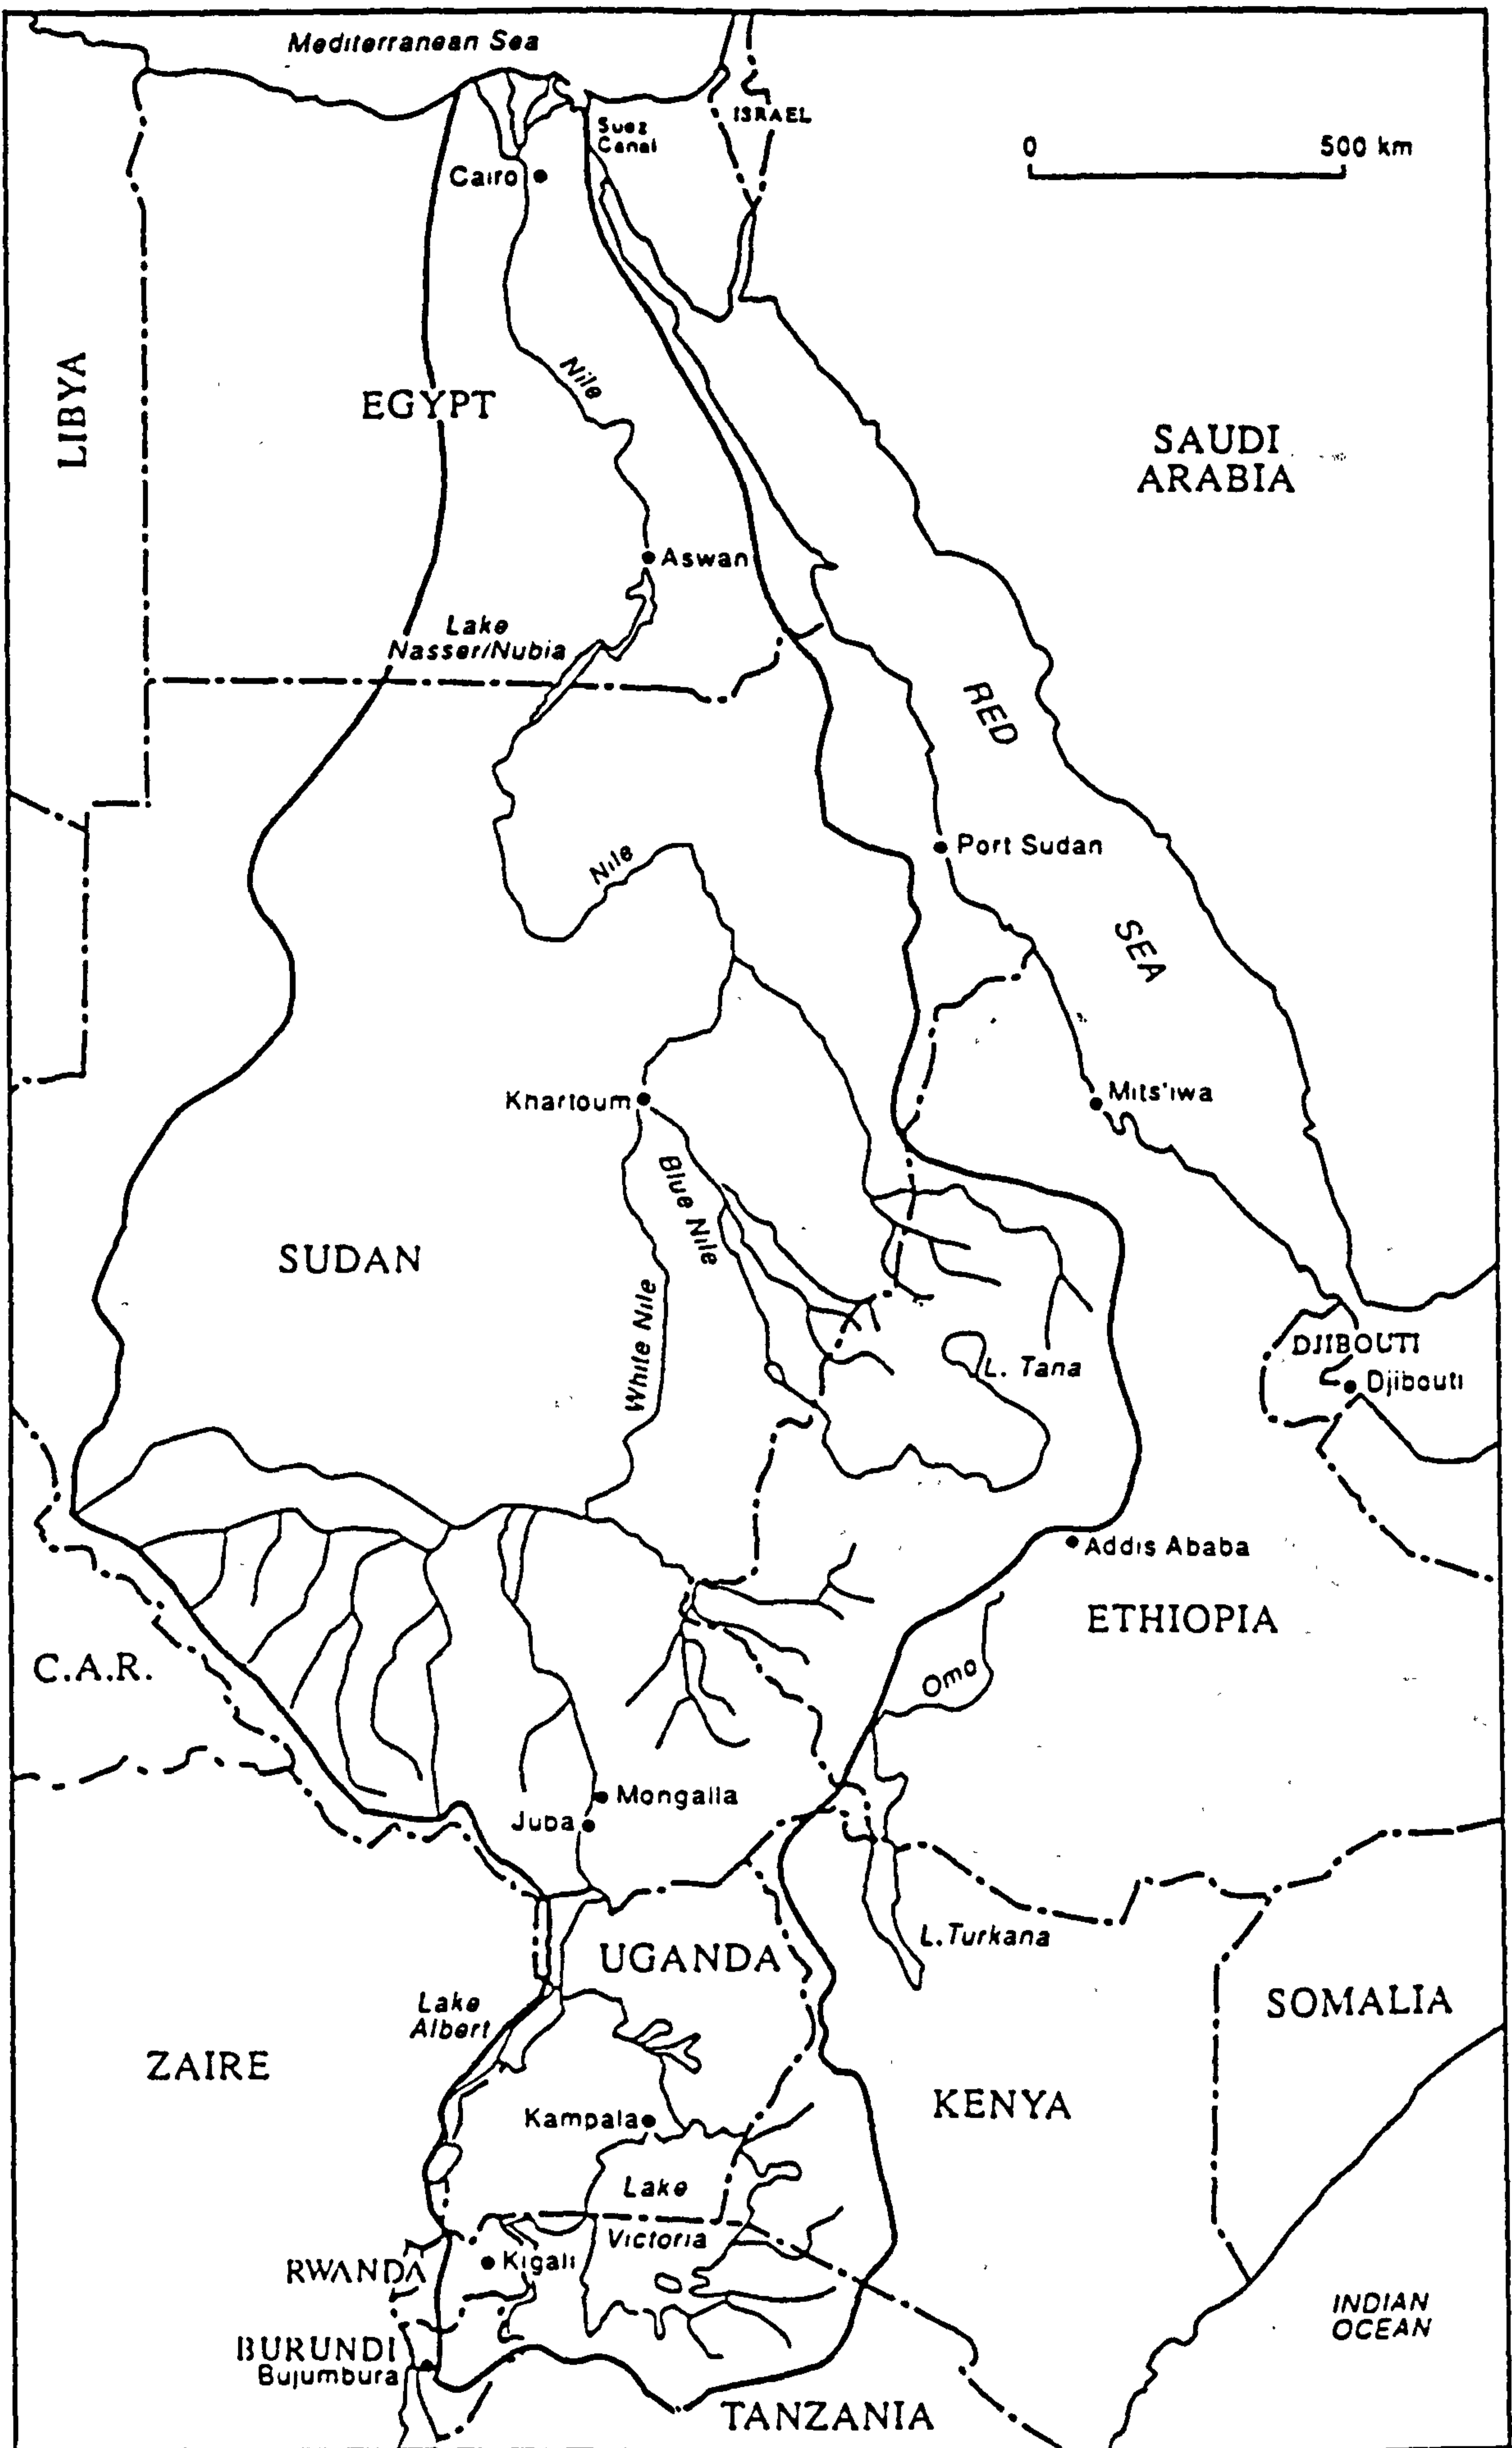 Mediterranean Sea
ISRAEL
Suez
Canal
0 500 km
Cairo
LIBYA
Nile
EGYPT
SAUDI
ARABIA
Aswan
Lake
Nasser/Nubia
RED
SEA
Port Sudan
Nile
Mits'iwa
Khartoum
Blue Nile
SUDAN
White Nile
L. Tana
DJIBOUTI
Djibouti
Addis Ababa
ETHIOPIA
C.A.R.
Omo
Mongalla
Juba
L.Turkana
UGANDA
SOMALIA
Lake
Albert
ZAIRE
KENYA
Kampala
Lake
Victoria
RWANDA
Kigali
INDIAN
OCEAN
BURUNDI
Bujumbura
TANZANIA